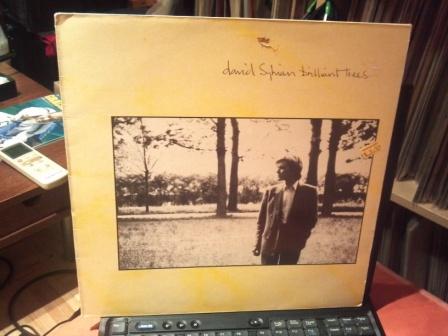 david Sylvian brilliant trees